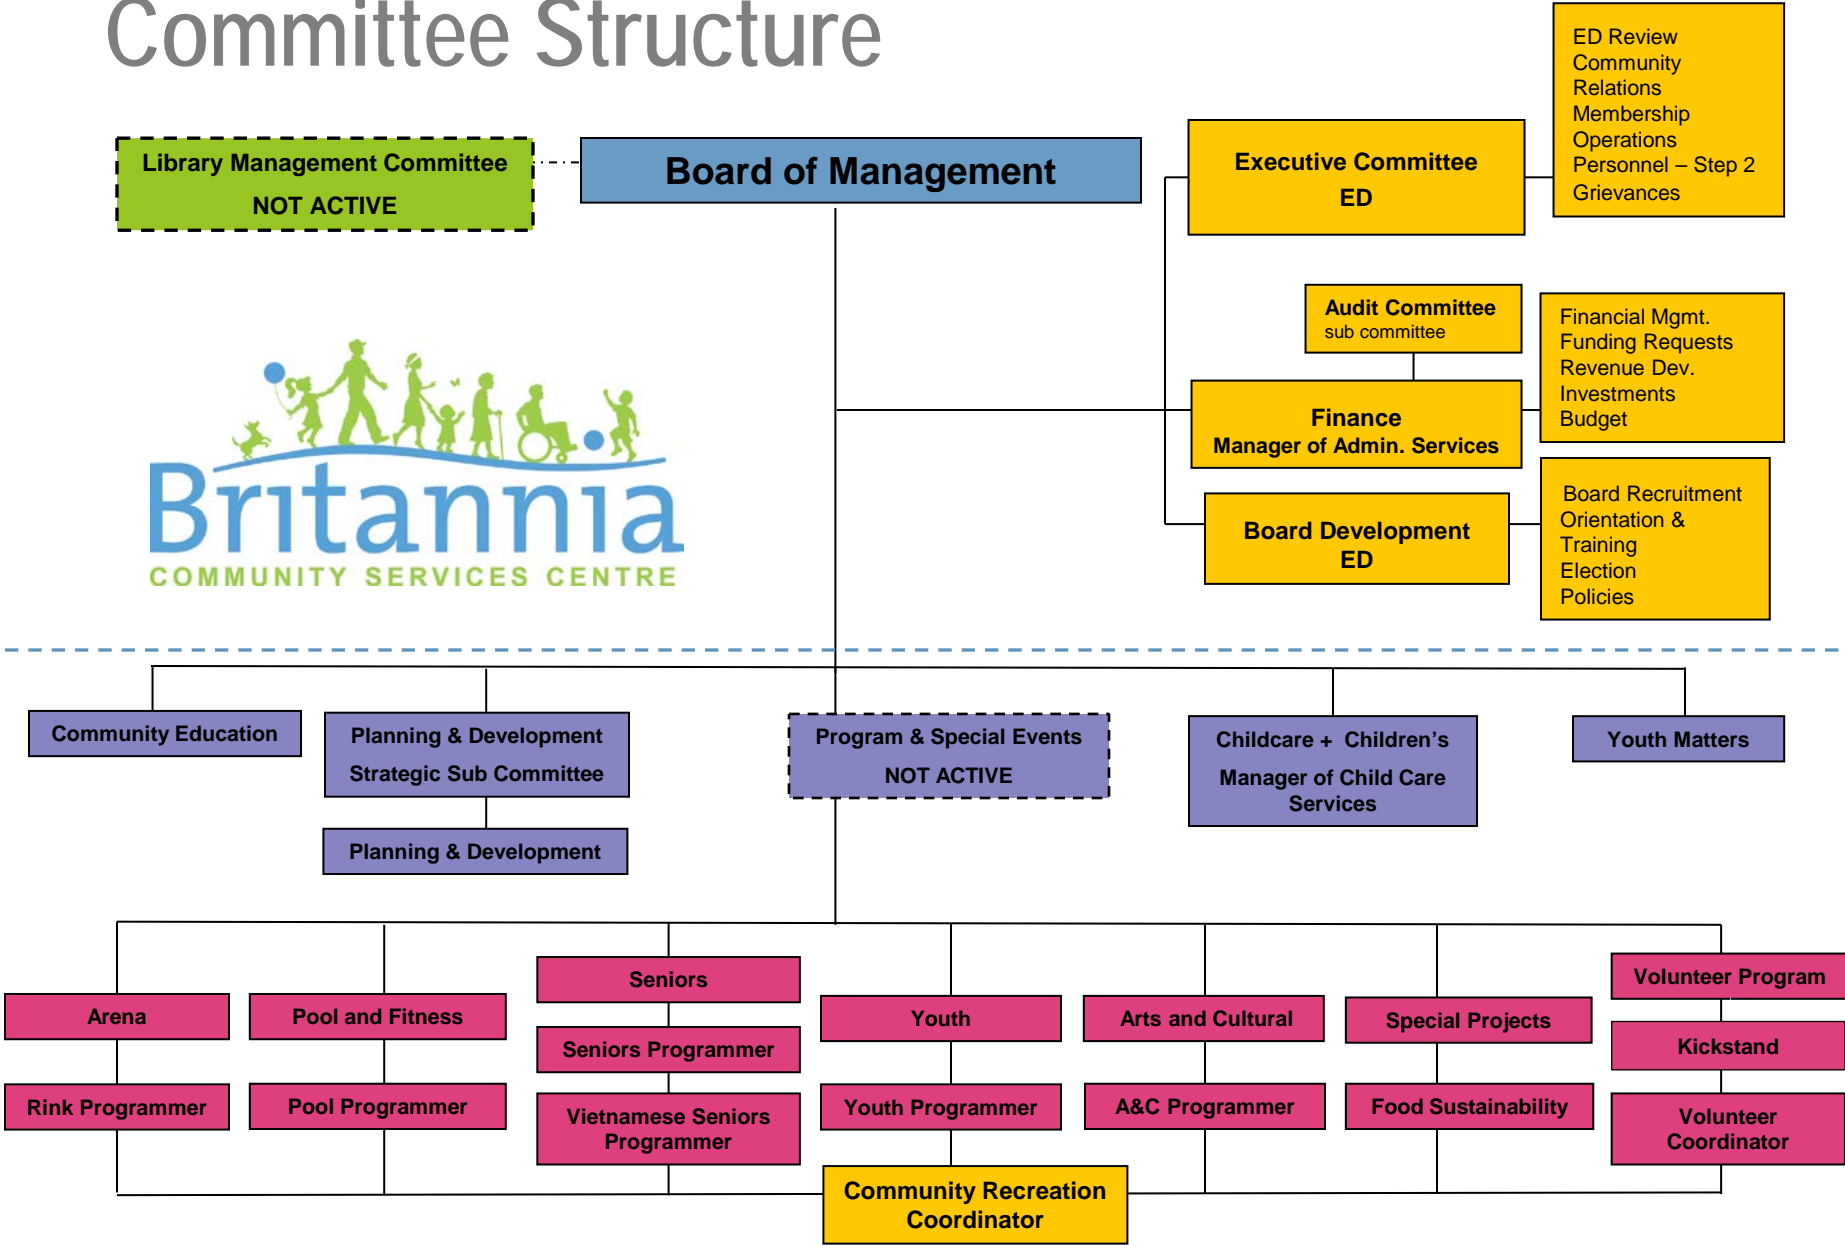 Committee Structure
Library Management Committee
NOT ACTIVE
Board of Management
Executive Committee
ED
ED Review
Community
Relations
Membership
Operations
Personnel – Step 2
Grievances
Audit Committee
sub committee
Finance
Manager of Admin. Services
Financial Mgmt.
Funding Requests
Revenue Dev.
Investments
Budget
Board Development
ED
Board Recruitment
Orientation &
Training
Election
Policies
Britannia
COMMUNITY SERVICES CENTRE
Community Education
Planning & Development
Strategic Sub Committee
Planning & Development
Program & Special Events
NOT ACTIVE
Childcare + Children’s
Manager of Child Care
Services
Youth Matters
Arena
Rink Programmer
Pool and Fitness
Pool Programmer
Seniors
Seniors Programmer
Vietnamese Seniors
Programmer
Youth
Youth Programmer
Arts and Cultural
A&C Programmer
Special Projects
Food Sustainability
Volunteer Program
Kickstand
Volunteer
Coordinator
Community Recreation
Coordinator